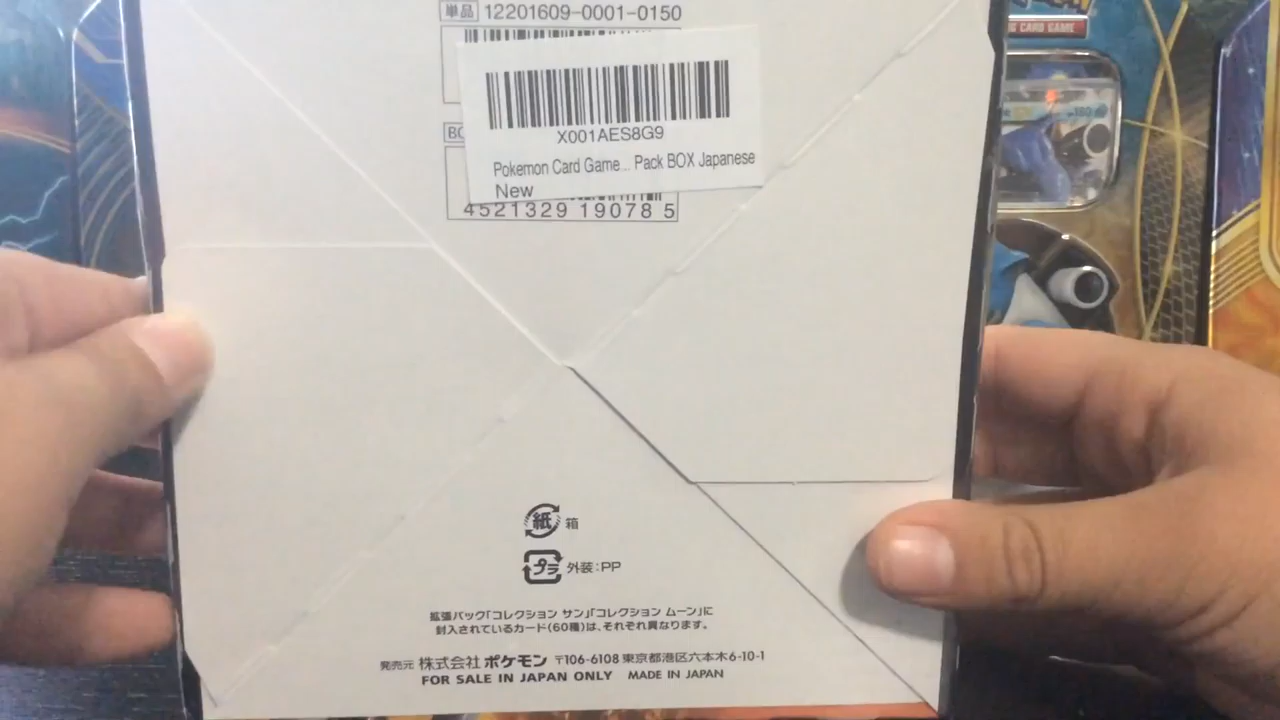 単品 12201609-0001-0150
CARD GAME
150
X001AES8G9
Pokemon Card Game... Pack BOX Japanese
New
4521329 19078 5
紙 箱
プラ 外装:PP
拡張パック「コレクション サン」「コレクション ムーン」に
封入されているカード(60種)は、それぞれ異なります。
発売元 株式会社 ポケモン 〒106-6108 東京都港区六本木6-10-1
FOR SALE IN JAPAN ONLY MADE IN JAPAN